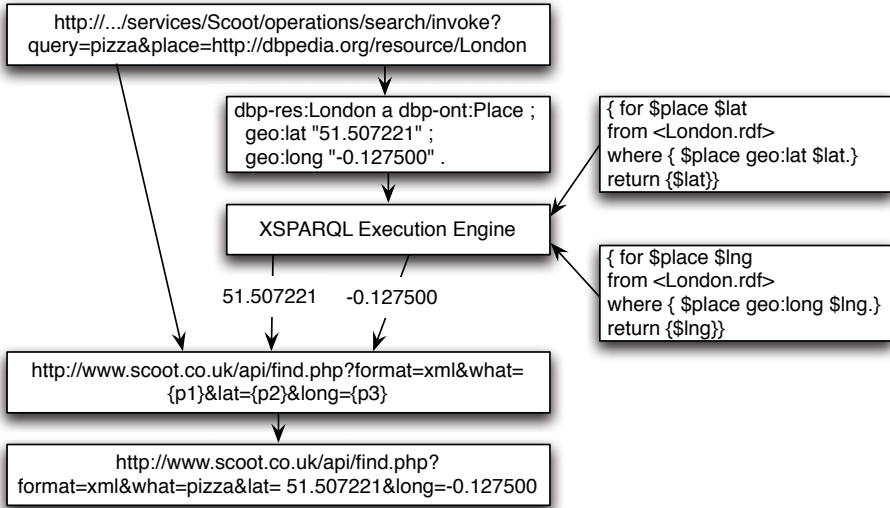 http://.../services/Scoot/operations/search/invoke?
query=pizza&place=http://dbpedia.org/resource/London
dbp-res:London a dbp-ont:Place ;
geo:lat "51.507221" ;
geo:long "-0.127500" .
{ for $place $lat
from <London.rdf>
where { $place geo:lat $lat.}
return {$lat}}
XSPARQL Execution Engine
{ for $place $lng
from <London.rdf>
where { $place geo:long $lng.}
return {$lng}}
51.507221
-0.127500
http://www.scoot.co.uk/api/find.php?format=xml&what=
{p1}&lat={p2}&long={p3}
http://www.scoot.co.uk/api/find.php?
format=xml&what=pizza&lat= 51.507221&long=-0.127500